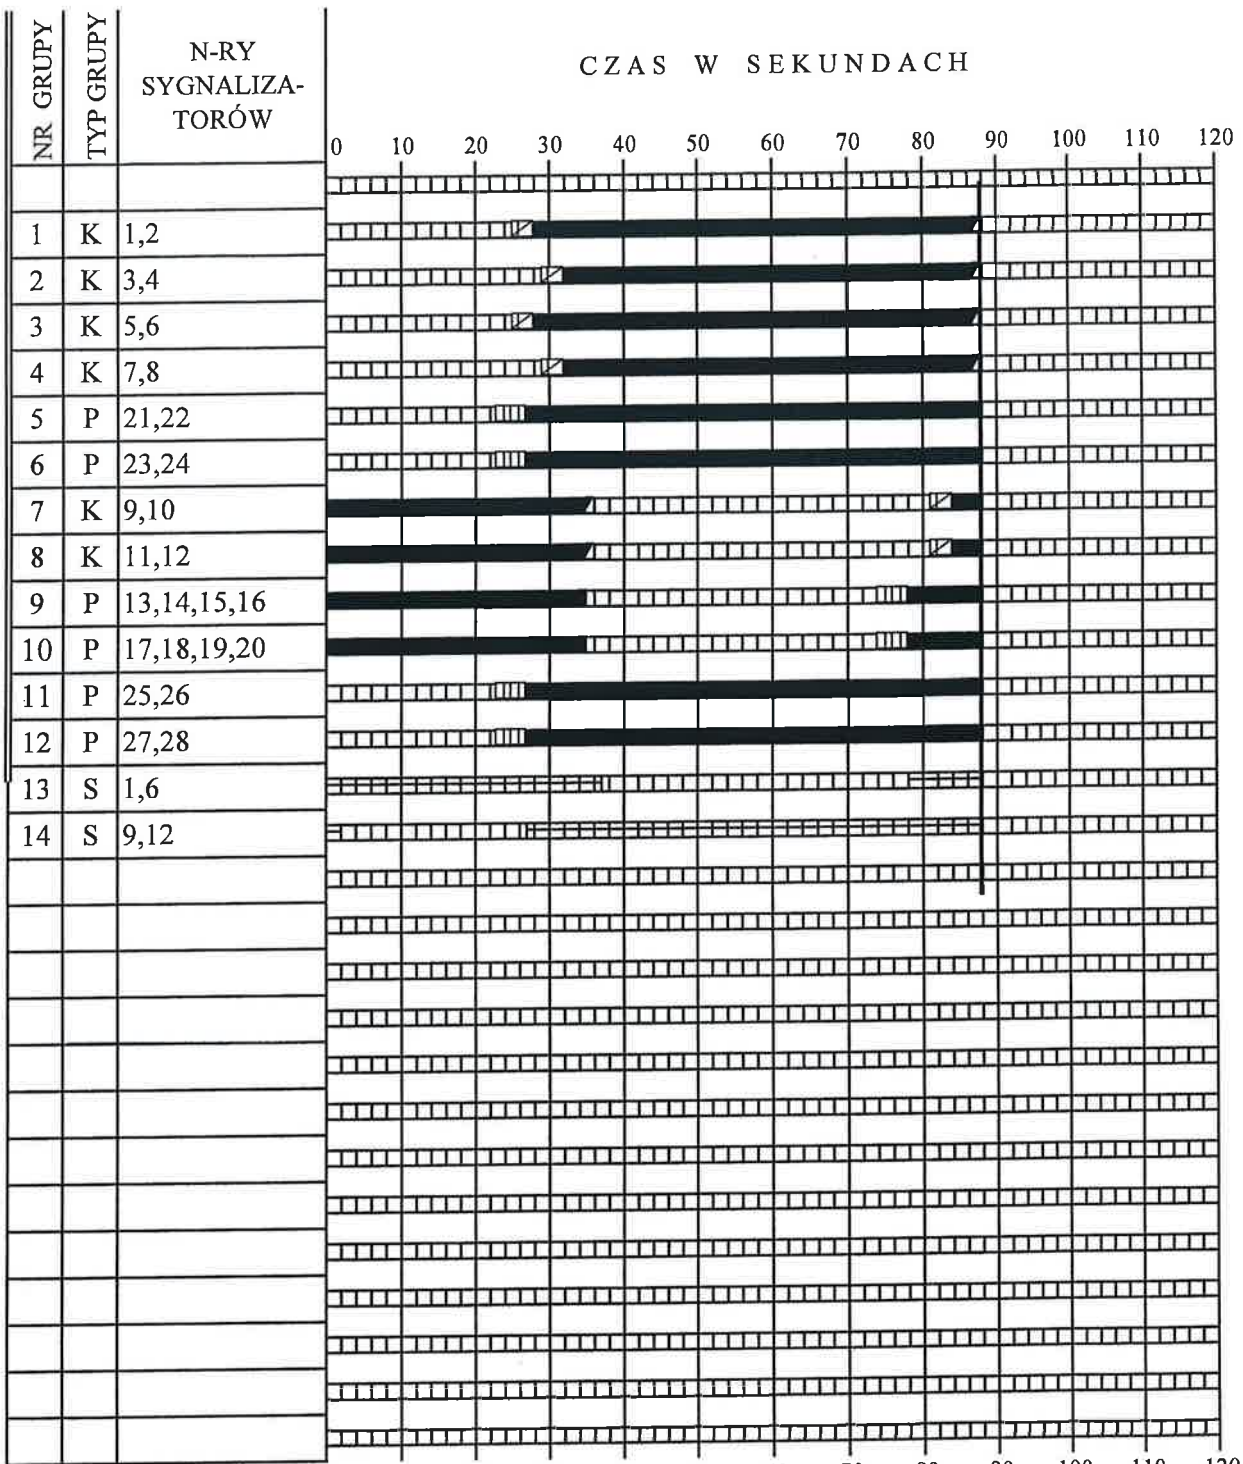 NR GRUPY
TYP GRUPY
N-RY
SYGNALIZA-
TORÓW
CZAS W SEKUNDACH
0 10 20 30 40 50 60 70 80 90 100 110 120
1 K 1,2
2 K 3,4
3 K 5,6
4 K 7,8
5 P 21,22
6 P 23,24
7 K 9,10
8 K 11,12
9 P 13,14,15,16
10 P 17,18,19,20
11 P 25,26
12 P 27,28
13 S 1,6
14 S 9,12